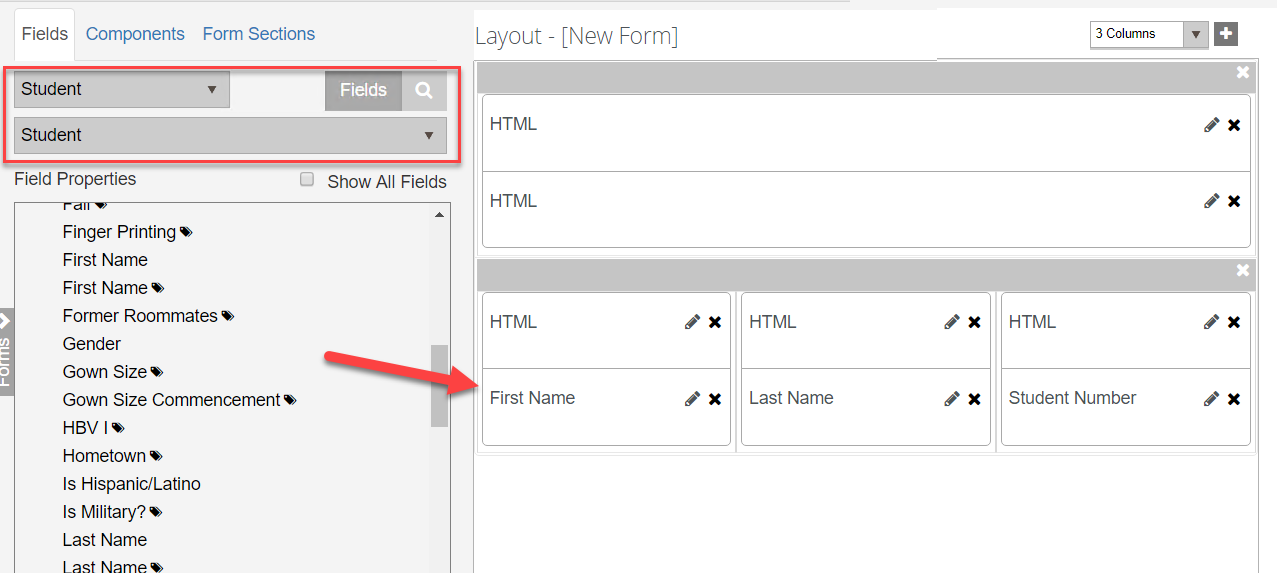 Fields Components Form Sections
Student
Fields
Student
Field Properties
Show All Fields
Fall
Finger Printing
First Name
First Name
Former Roommates
Gender
Gown Size
Gown Size Commencement
HBV I
Hometown
Is Hispanic/Latino
Is Military?
Last Name
Last Name
Forms
Layout - [New Form]
3 Columns
HTML
HTML
HTML HTML HTML
First Name Last Name Student Number